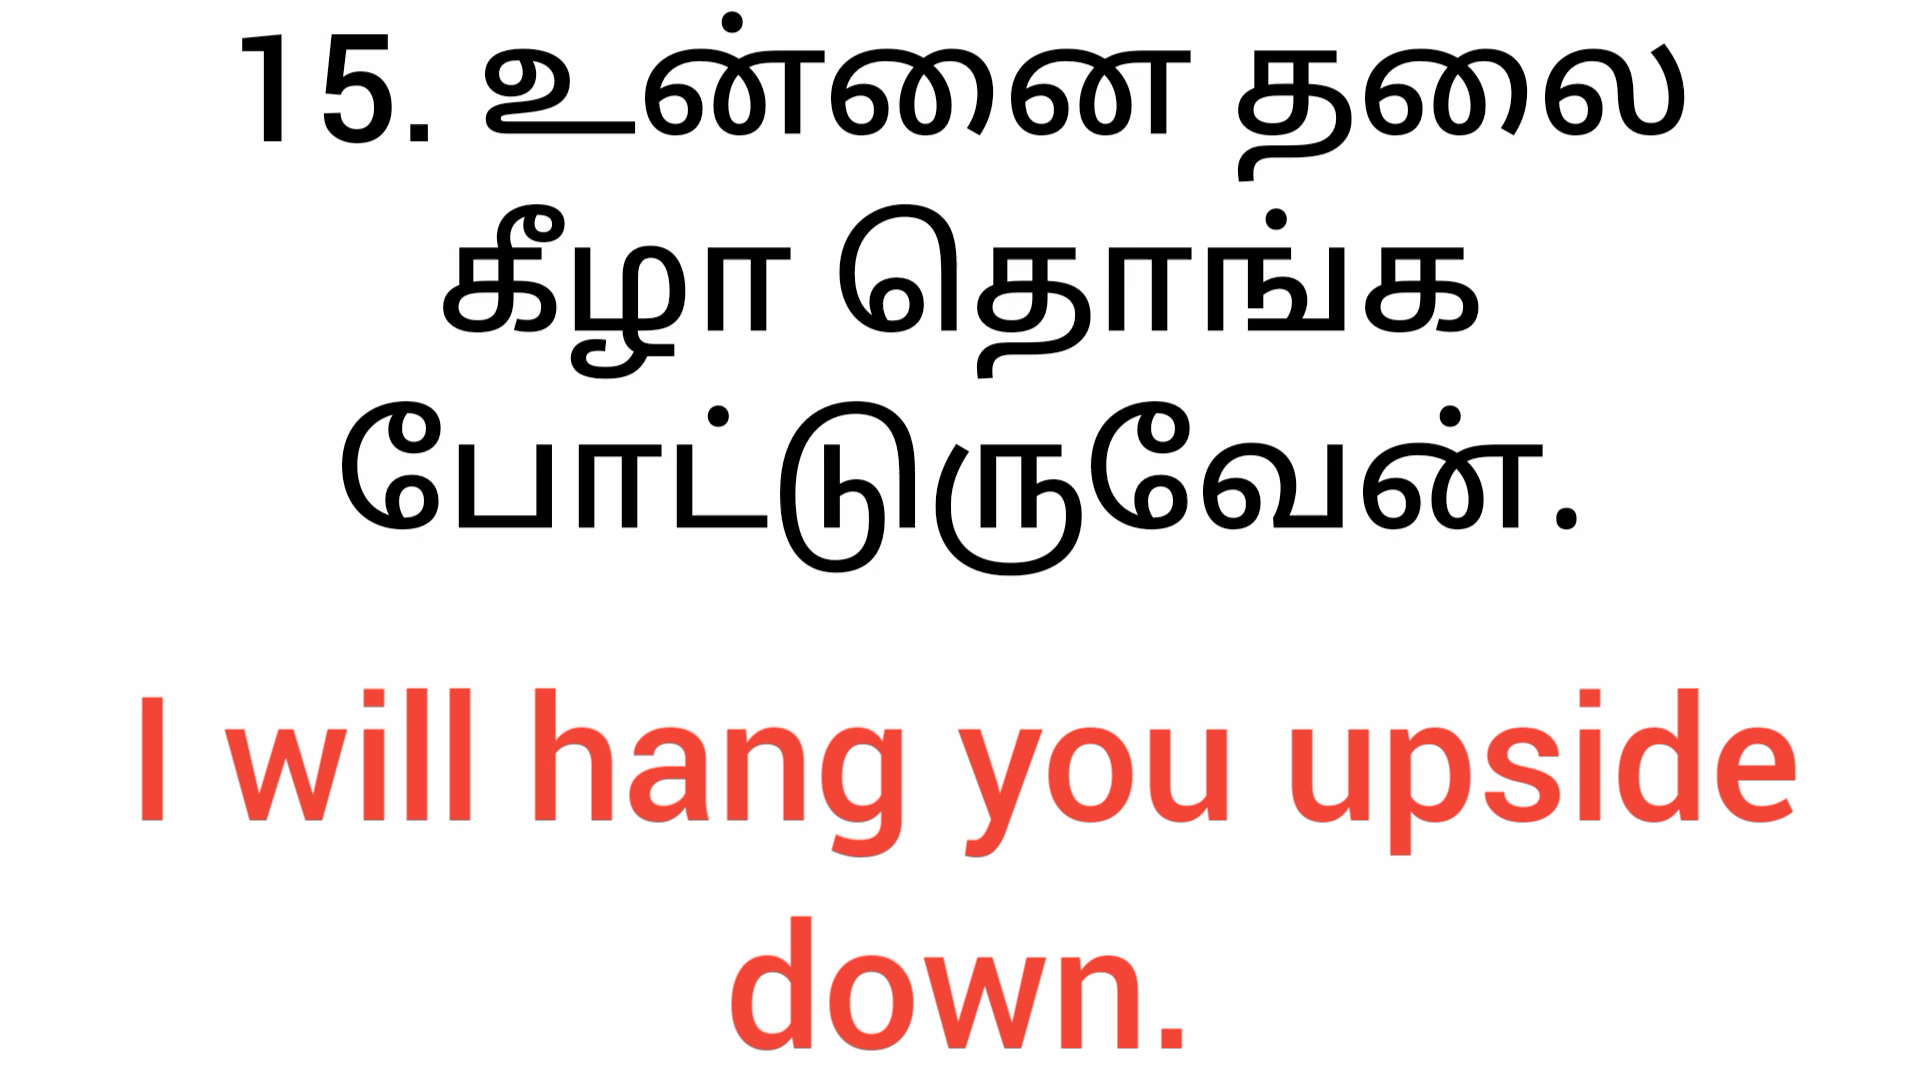 15. உன்னை தலை
கீழா தொங்க
போட்டுருவேன்.
I will hang you upside
down.